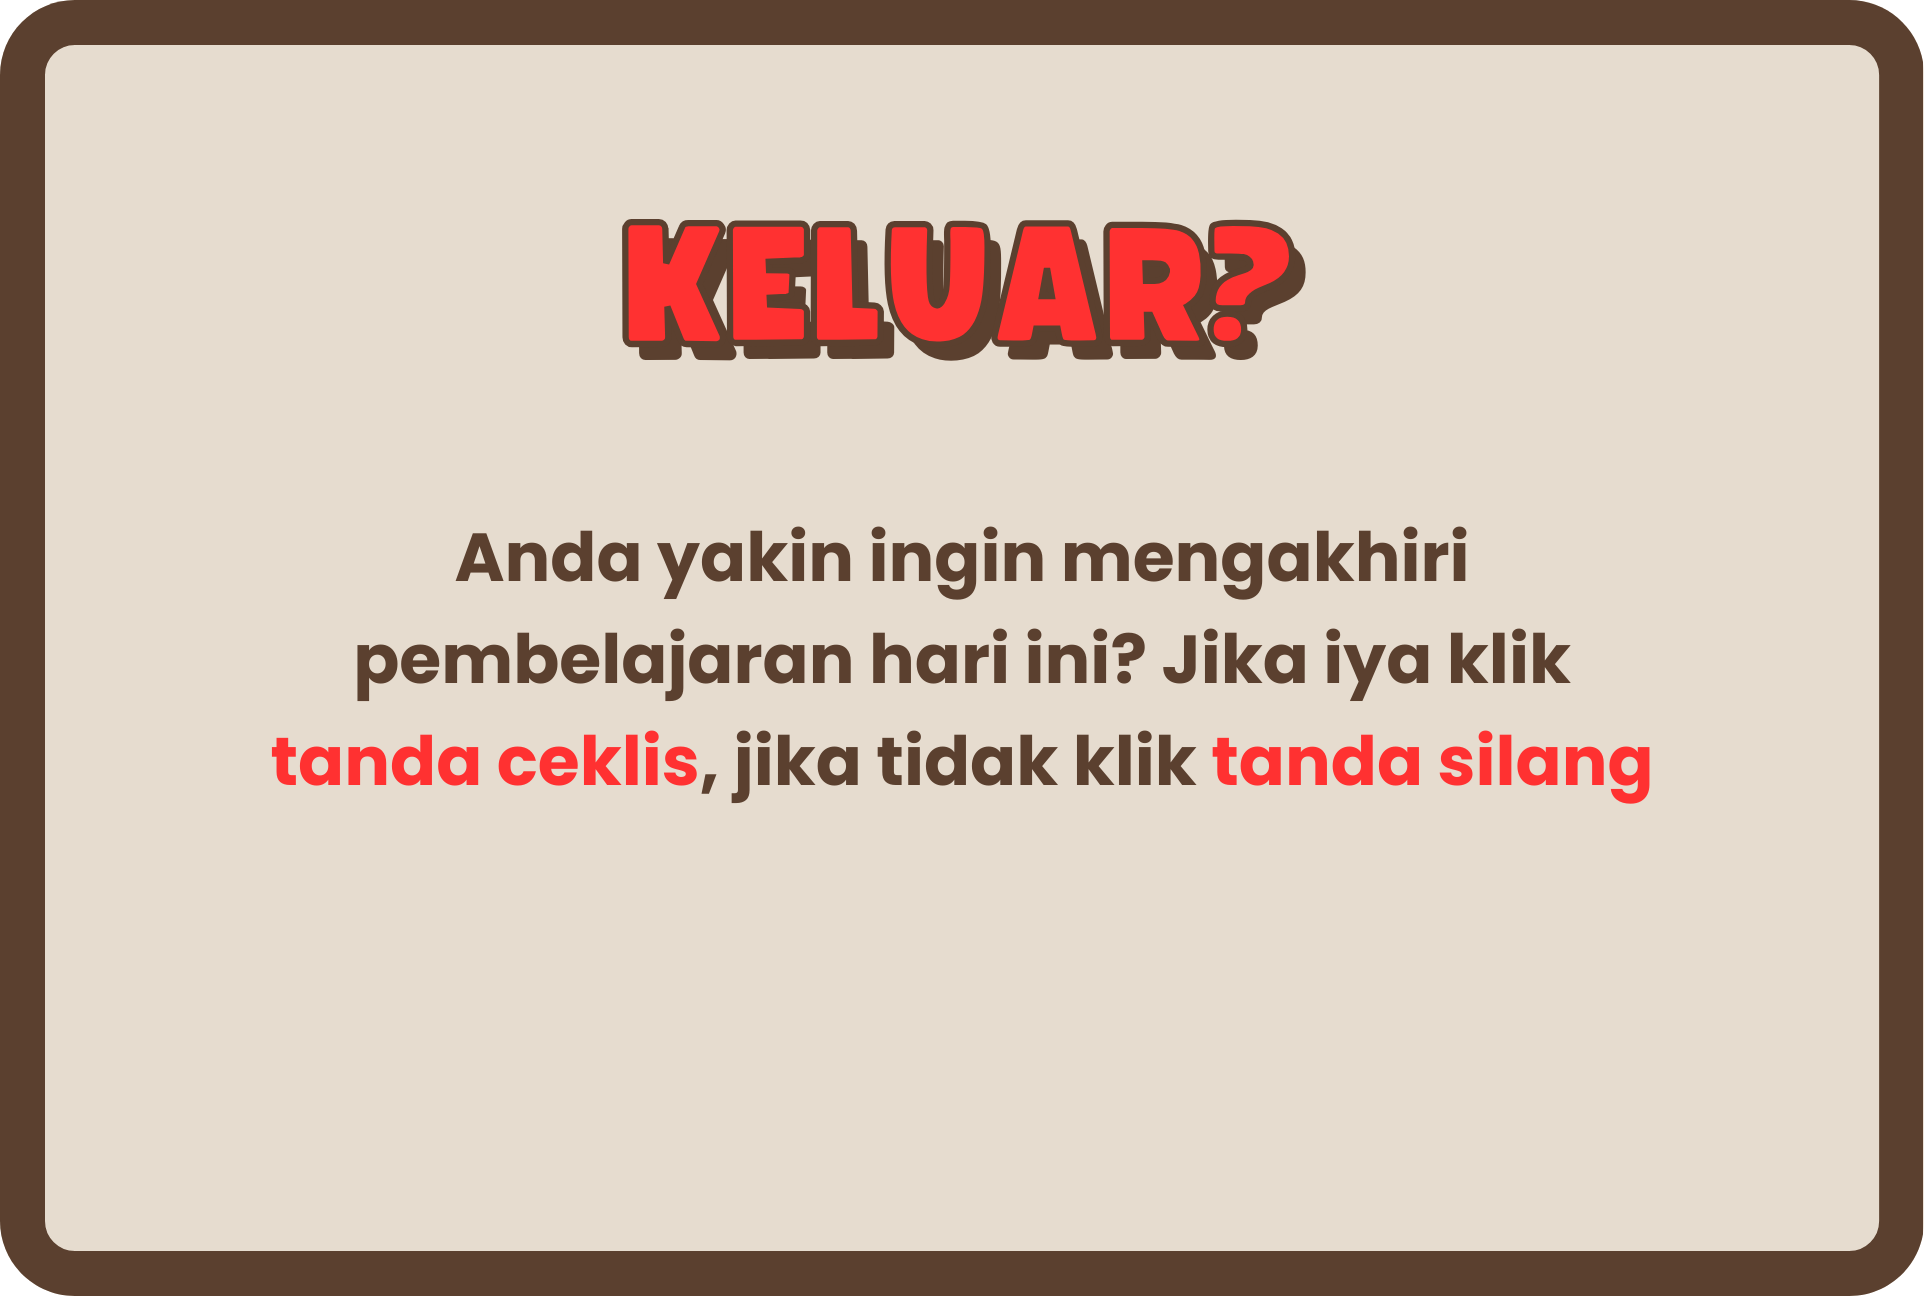 KELUAR?
Anda yakin ingin mengakhiri
pembelajaran hari ini? Jika iya klik
tanda ceklis, jika tidak klik tanda silang